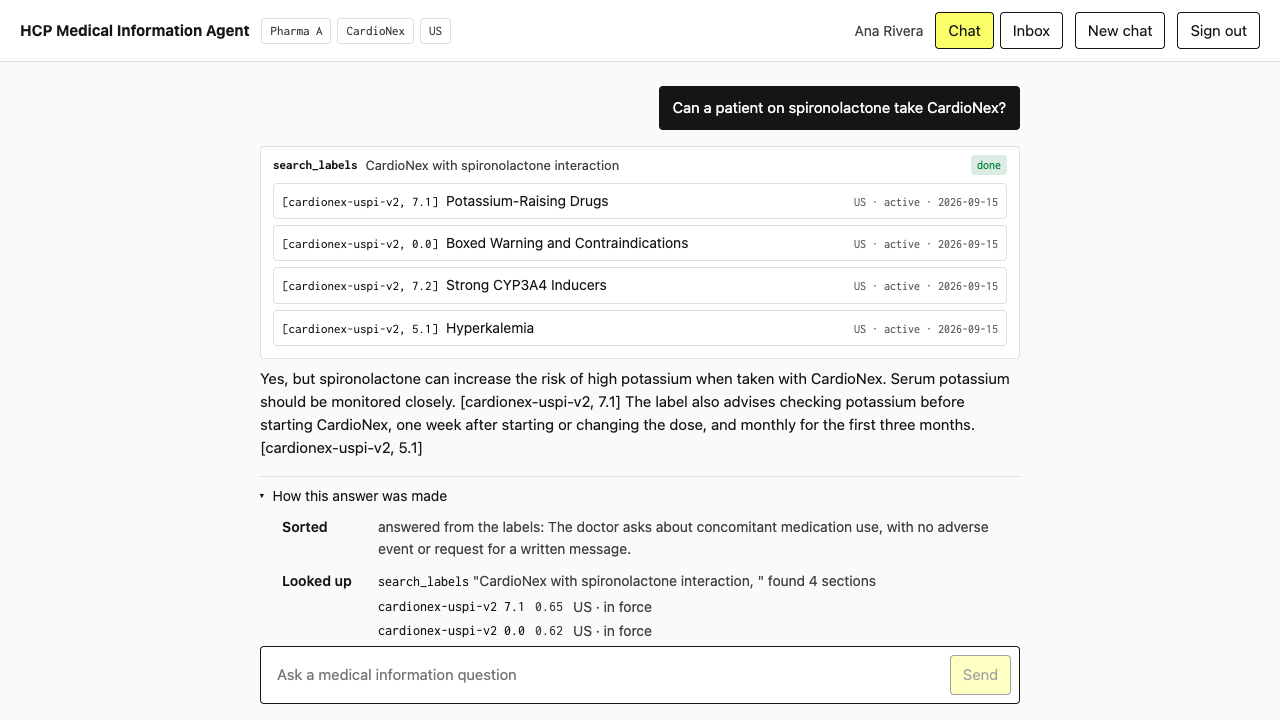 HCP Medical Information Agent Pharma A CardioNex US Ana Rivera Chat Inbox New chat Sign out
Can a patient on spironolactone take CardioNex?
search_labels CardioNex with spironolactone interaction done
[cardionex-uspi-v2, 7.1] Potassium-Raising Drugs US · active · 2026-09-15
[cardionex-uspi-v2, 0.0] Boxed Warning and Contraindications US · active · 2026-09-15
[cardionex-uspi-v2, 7.2] Strong CYP3A4 Inducers US · active · 2026-09-15
[cardionex-uspi-v2, 5.1] Hyperkalemia US · active · 2026-09-15
Yes, but spironolactone can increase the risk of high potassium when taken with CardioNex. Serum potassium
should be monitored closely. [cardionex-uspi-v2, 7.1] The label also advises checking potassium before
starting CardioNex, one week after starting or changing the dose, and monthly for the first three months.
[cardionex-uspi-v2, 5.1]
▾ How this answer was made
Sorted answered from the labels: The doctor asks about concomitant medication use, with no adverse
event or request for a written message.
Looked up search_labels "CardioNex with spironolactone interaction, " found 4 sections
cardionex-uspi-v2 7.1 0.65 US · in force
cardionex-uspi-v2 0.0 0.62 US · in force
Ask a medical information question Send